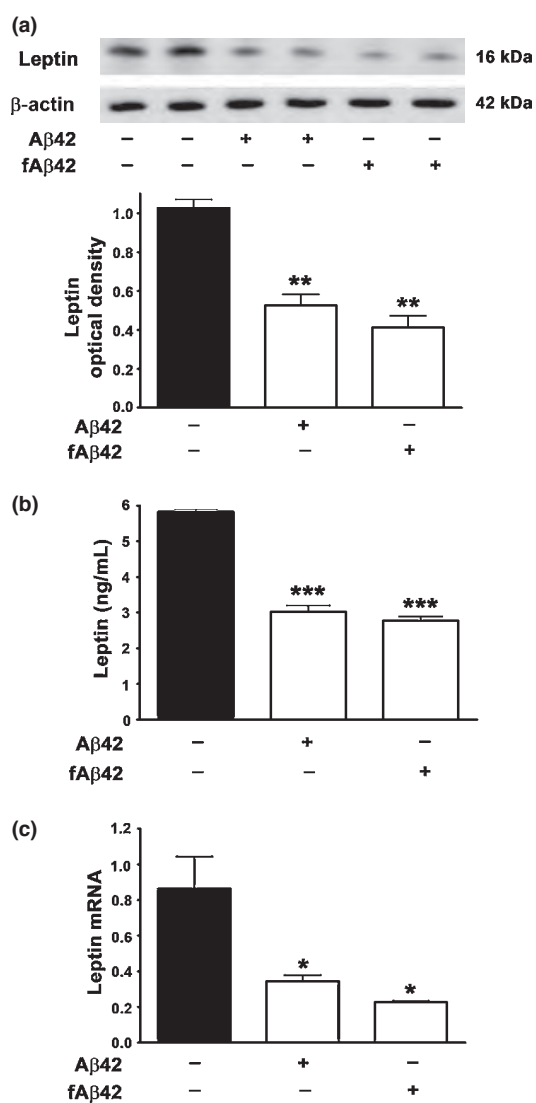 (a)
Leptin 16 kDa
β-actin 42 kDa
Aβ42 – – + + – –
fAβ42 – – – – + +
Leptin
optical density
1.0
0.8
0.6
0.4
0.2
0.0
** **
Aβ42 – + –
fAβ42 – – +
(b)
Leptin (ng/mL)
6
5
4
3
2
1
0
*** ***
Aβ42 – + –
fAβ42 – – +
(c)
Leptin mRNA
1.2
1.0
0.8
0.6
0.4
0.2
0.0
* *
Aβ42 – + –
fAβ42 – – +